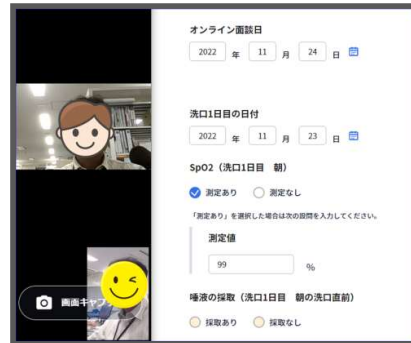 オンライン面談日
2022 年 11 月 24 日
洗口1日目の日付
2022 年 11 月 23 日
SpO2（洗口1日目　朝）
測定あり 測定なし
「測定あり」を選択した場合は次の設問を入力してください。
測定値
99 %
唾液の採取（洗口1日目　朝の洗口直前）
採取あり 採取なし
画面キャプ